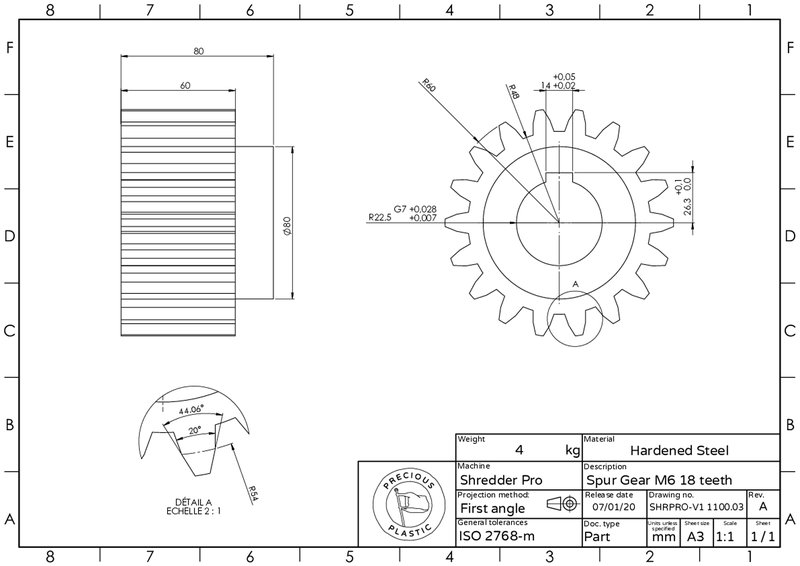 8 7 6 5 4 3 2 1
F
E
D
C
B
A
F
E
D
C
B
A
80
60
Ø80
R60
R48
+0,05
14 +0,02
+0,1
26,3 0,0
G7 +0,028
R22,5 +0,007
A
44.06°
20°
R54
DÉTAIL A
ECHELLE 2 : 1
PRECIOUS
PLASTIC
Weight
4 kg
Material
Hardened Steel
Machine
Shredder Pro
Description
Spur Gear M6 18 teeth
Projection method:
First angle
Release date
07/01/20
Drawing no.
SHRPRO-V1 1100.03
Rev.
A
General tolerances
ISO 2768-m
Doc. type
Part
Units unless
specified
mm
Sheet size
A3
Scale
1:1
Sheet
1 / 1
8 7 6 5 4 3 2 1